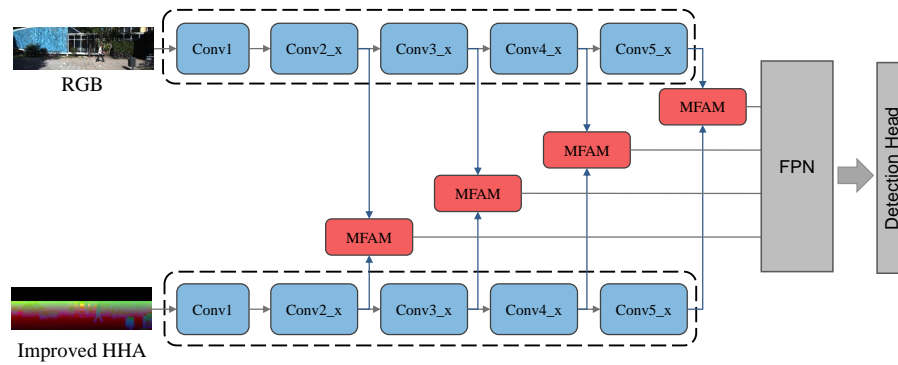 Conv1
Conv2_x
Conv3_x
Conv4_x
Conv5_x
RGB
MFAM
MFAM
MFAM
MFAM
FPN
Detection Head
Conv1
Conv2_x
Conv3_x
Conv4_x
Conv5_x
Improved HHA